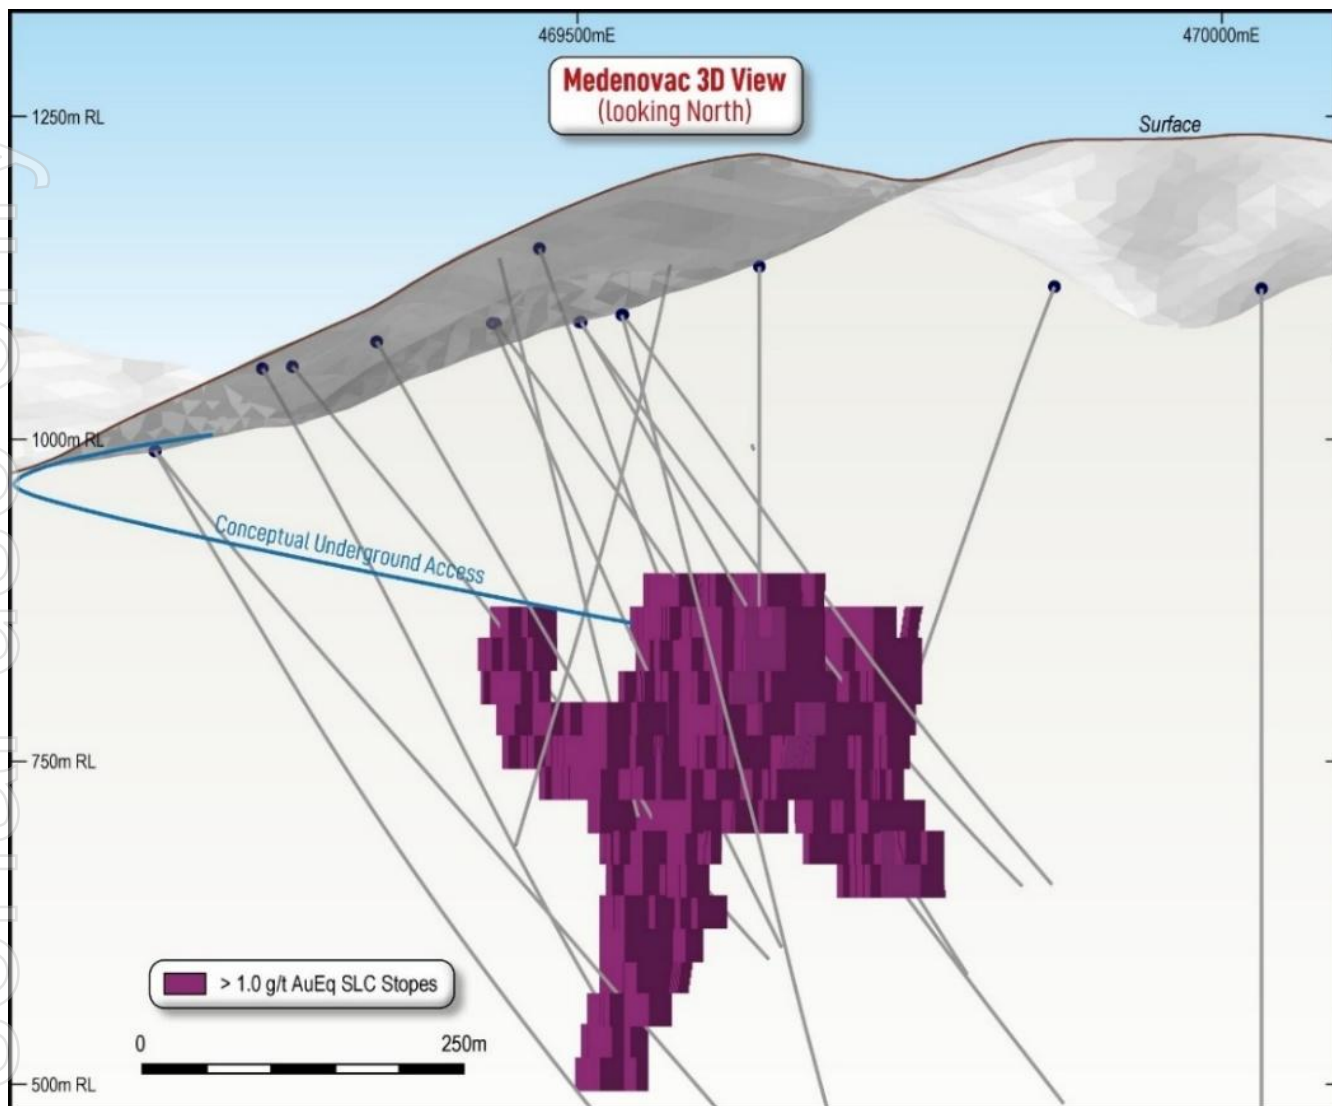 469500mE
470000mE
Medenovac 3D View
(looking North)
1250m RL
Surface
1000m RL
Conceptual Underground Access
750m RL
> 1.0 g/t AuEq SLC Stopes
0
250m
500m RL